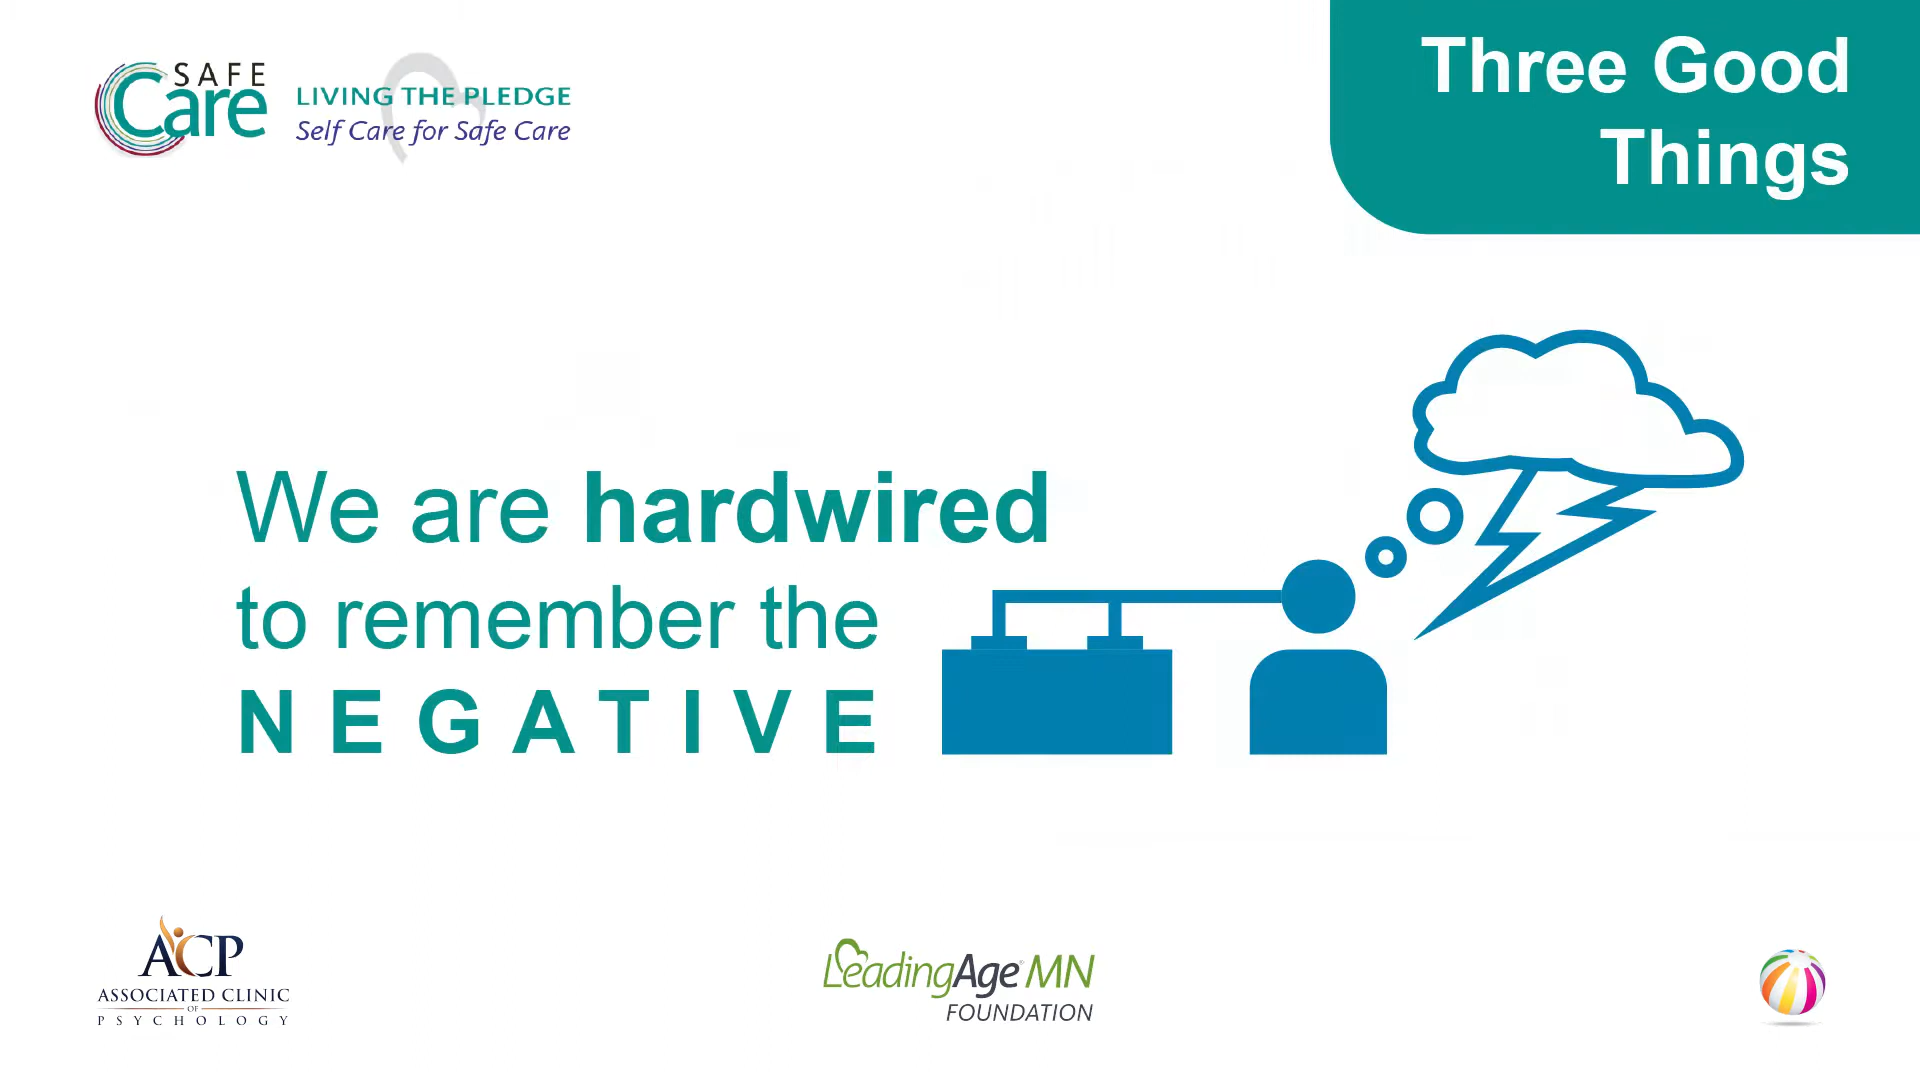 SAFE
Care
LIVING THE PLEDGE
Self Care for Safe Care
Three Good
Things
We are hardwired
to remember the
NEGATIVE
ACP
ASSOCIATED CLINIC
OF
PSYCHOLOGY
LeadingAge® MN
FOUNDATION